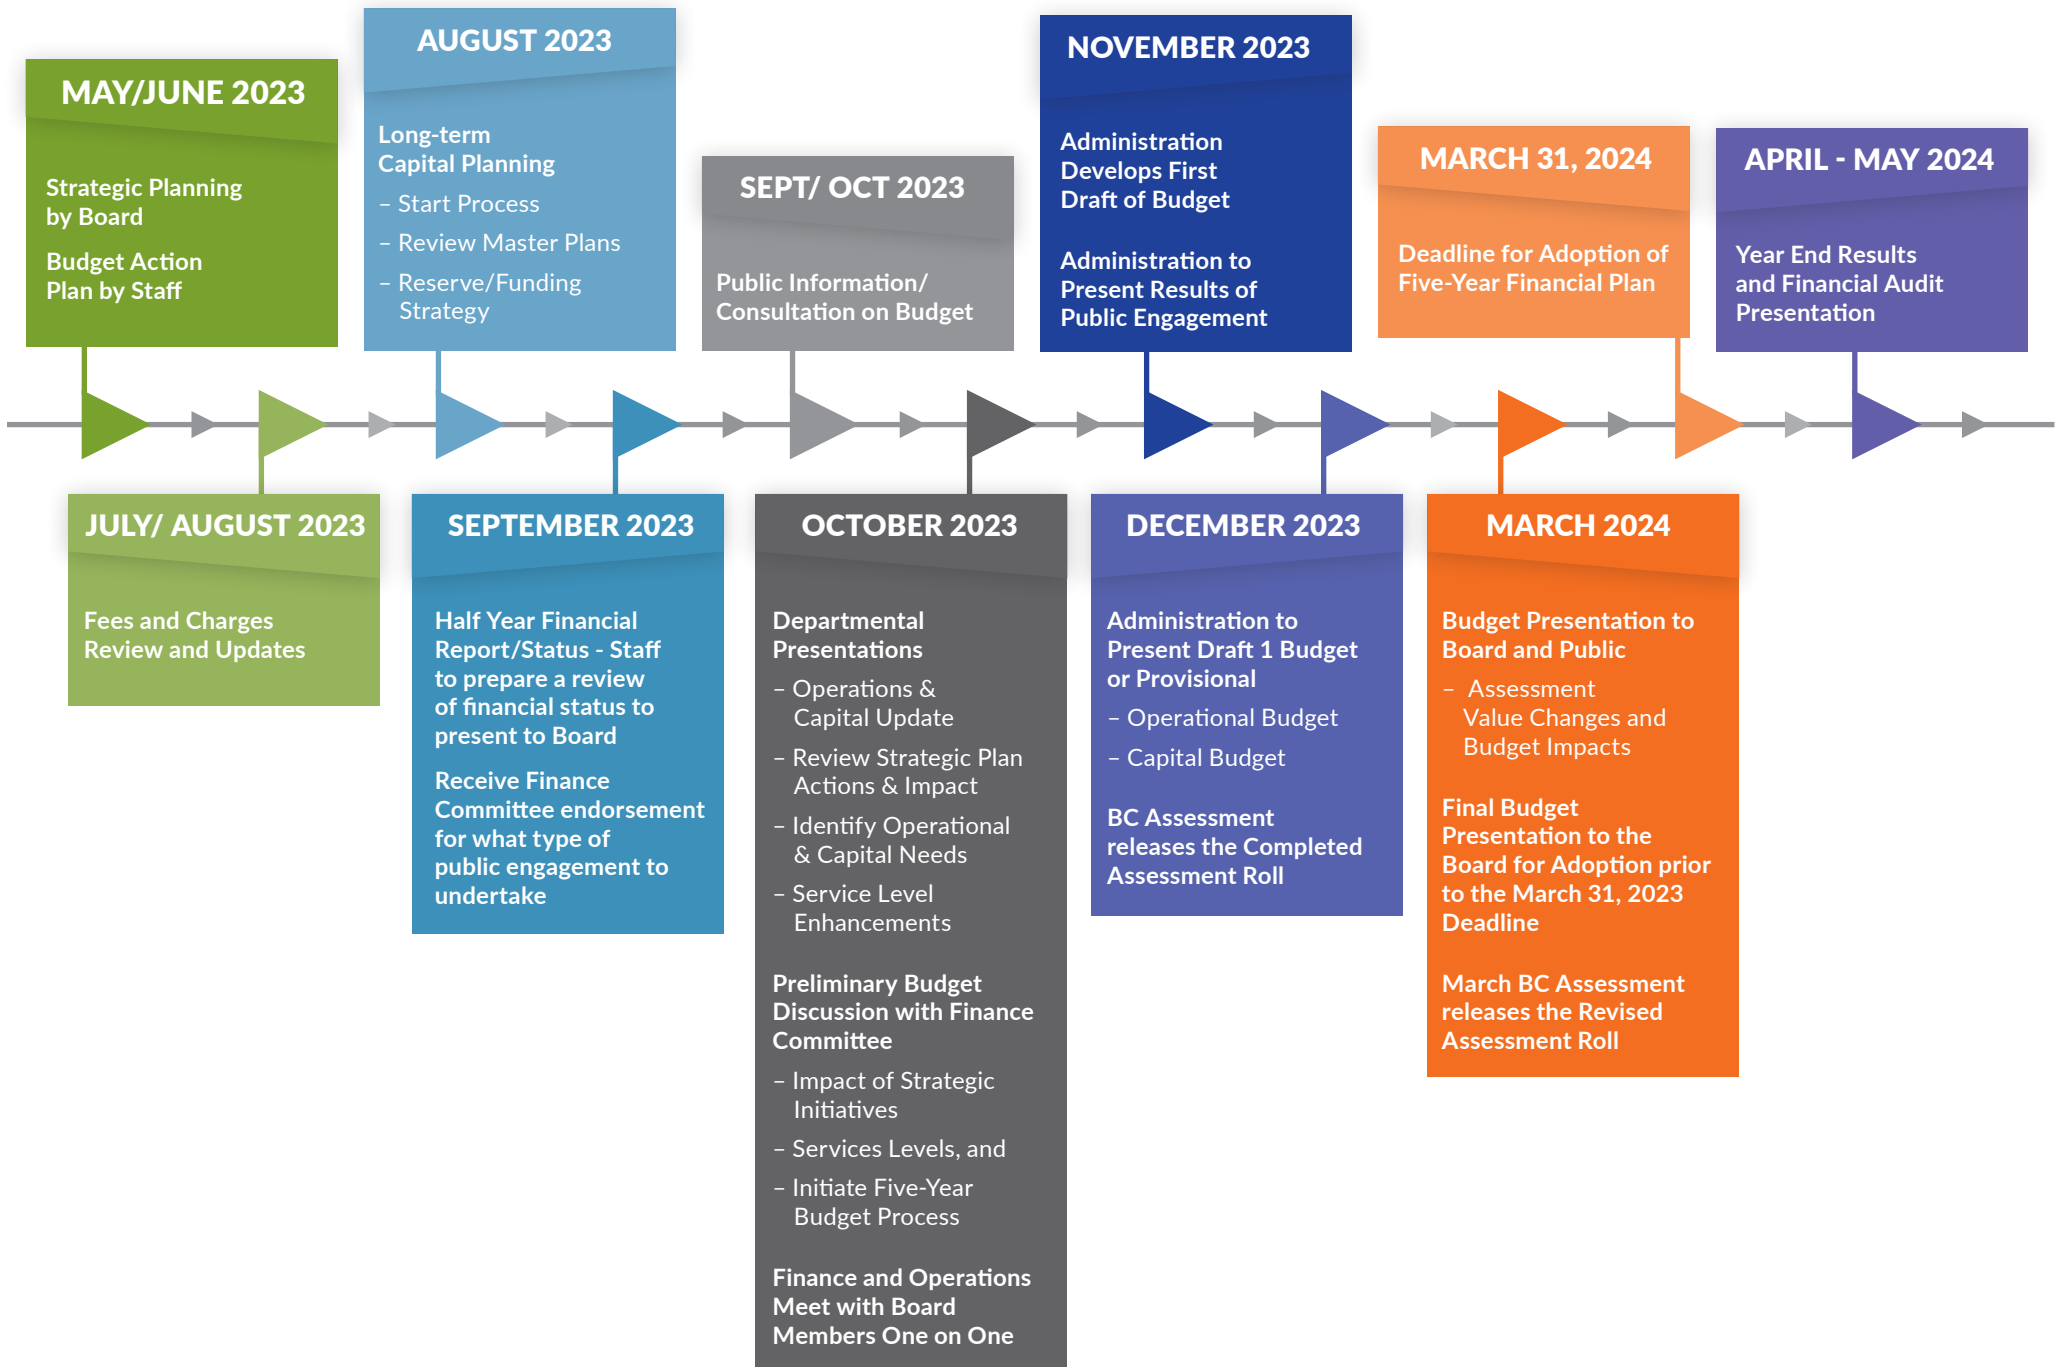 MAY/JUNE 2023
Strategic Planning
by Board
Budget Action
Plan by Staff
JULY/ AUGUST 2023
Fees and Charges
Review and Updates
AUGUST 2023
Long-term
Capital Planning
– Start Process
– Review Master Plans
– Reserve/Funding
Strategy
SEPTEMBER 2023
Half Year Financial
Report/Status - Staff
to prepare a review
of financial status to
present to Board
Receive Finance
Committee endorsement
for what type of
public engagement to
undertake
SEPT/ OCT 2023
Public Information/
Consultation on Budget
OCTOBER 2023
Departmental
Presentations
– Operations &
Capital Update
– Review Strategic Plan
Actions & Impact
– Identify Operational
& Capital Needs
– Service Level
Enhancements
Preliminary Budget
Discussion with Finance
Committee
– Impact of Strategic
Initiatives
– Services Levels, and
– Initiate Five-Year
Budget Process
Finance and Operations
Meet with Board
Members One on One
NOVEMBER 2023
Administration
Develops First
Draft of Budget
Administration to
Present Results of
Public Engagement
DECEMBER 2023
Administration to
Present Draft 1 Budget
or Provisional
– Operational Budget
– Capital Budget
BC Assessment
releases the Completed
Assessment Roll
MARCH 2024
Budget Presentation to
Board and Public
– Assessment
Value Changes and
Budget Impacts
Final Budget
Presentation to the
Board for Adoption prior
to the March 31, 2023
Deadline
March BC Assessment
releases the Revised
Assessment Roll
MARCH 31, 2024
Deadline for Adoption of
Five-Year Financial Plan
APRIL - MAY 2024
Year End Results
and Financial Audit
Presentation